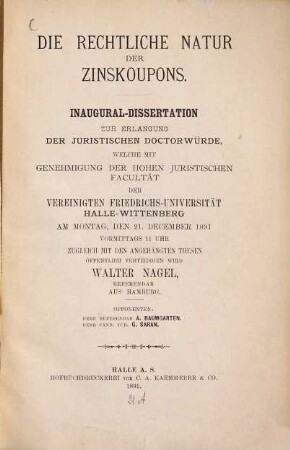 DIE RECHTLICHE NATUR
DER
ZINSKOUPONS.
INAUGURAL-DISSERTATION
ZUR ERLANGUNG
DER JURISTISCHEN DOCTORWÜRDE,
WELCHE MIT
GENEHMIGUNG DER HOHEN JURISTISCHEN
FACULTÄT
DER
VEREINIGTEN FRIEDRICHS-UNIVERSITÄT
HALLE-WITTENBERG
AM MONTAG, DEN 21. DECEMBER 1891
VORMITTAGS 11 UHR
ZUGLEICH MIT DEN ANGEHÄNGTEN THESEN
ÖFFENTLICH VERTHEIDIGEN WIRD
WALTER NAGEL,
REFERENDAR
AUS HAMBURG.
OPPONENTEN:
HERR REFERENDAR A. BAUMGARTEN.
HERR CAND. JUR. G. SARAN.
HALLE A. S.
HOFBUCHDRUCKEREI VON C. A. KAEMMERER & CO.
1891.